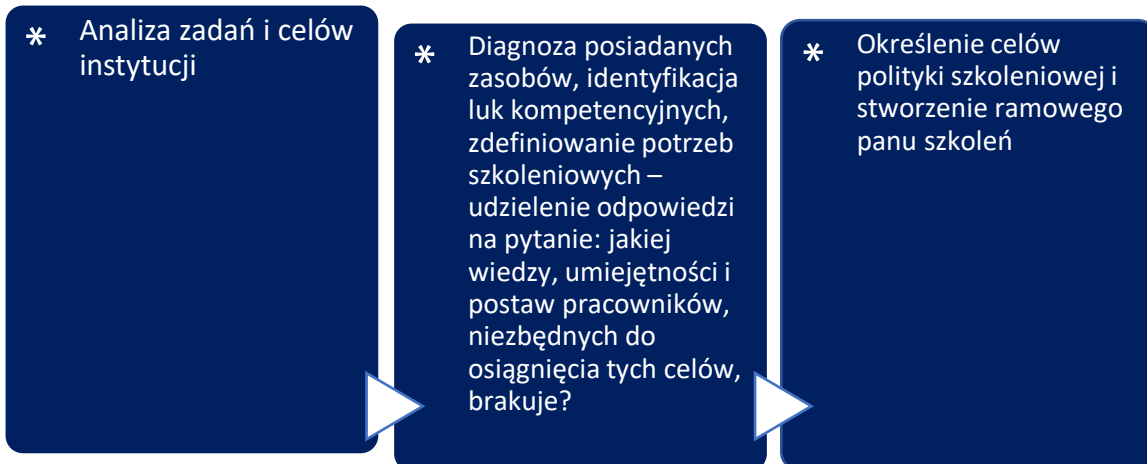 * Analiza zadań i celów
instytucji
* Diagnoza posiadanych
zasobów, identyfikacja
luk kompetencyjnych,
zdefiniowanie potrzeb
szkoleniowych –
udzielenie odpowiedzi
na pytanie: jakiej
wiedzy, umiejętności i
postaw pracowników,
niezbędnych do
osiągnięcia tych celów,
brakuje?
* Określenie celów
polityki szkoleniowej i
stworzenie ramowego
panu szkoleń